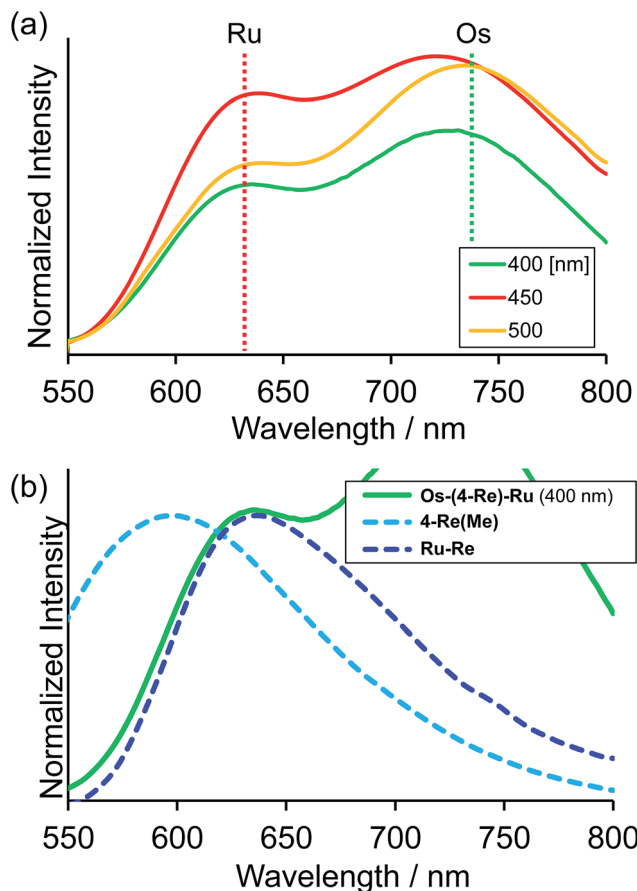 (a)
Ru
Os
Normalized Intensity
400 [nm]
450
500
550
600
650
700
750
800
Wavelength / nm
(b)
Os-(4-Re)-Ru (400 nm)
4-Re(Me)
Ru-Re
Normalized Intensity
550
600
650
700
750
800
Wavelength / nm